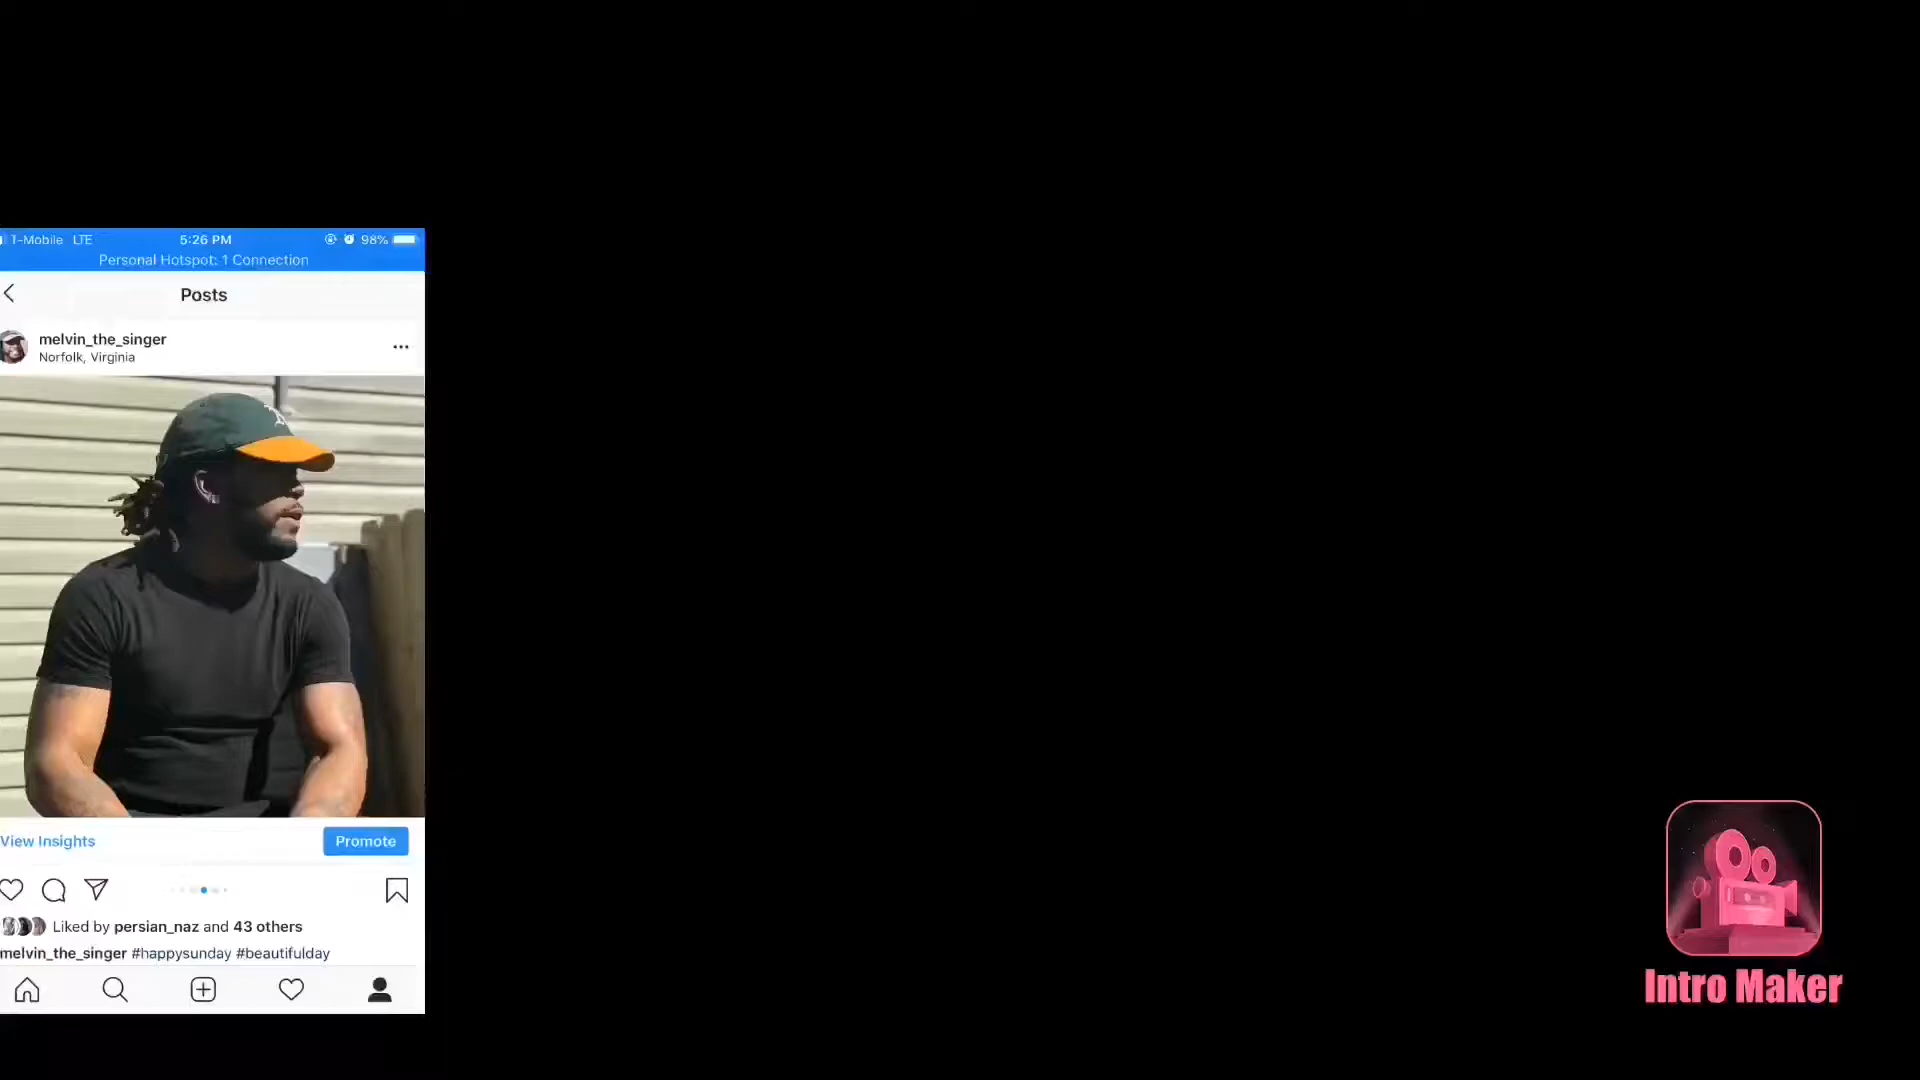 T-Mobile LTE 5:26 PM 98%
Personal Hotspot: 1 Connection
Posts
melvin_the_singer
Norfolk, Virginia
View Insights Promote
Liked by persian_naz and 43 others
melvin_the_singer #happysunday #beautifulday
Intro Maker